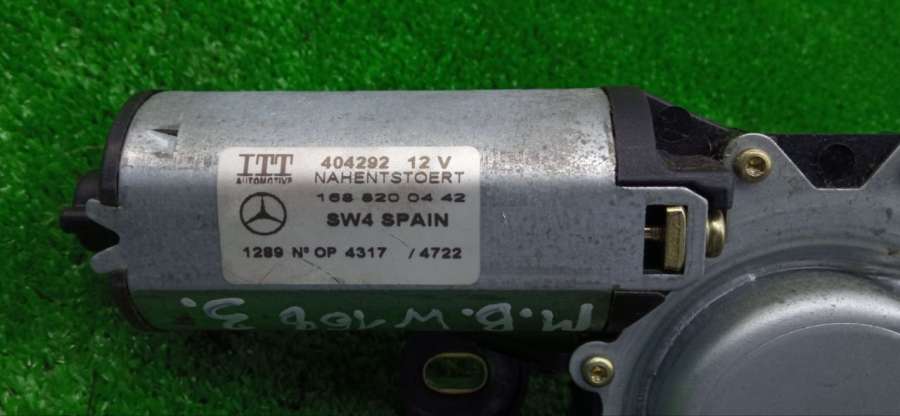 ITT 404292 12 V
AUTOMOTIVE NAHENTSTOERT
168 820 04 42
SW4 SPAIN
1289 Nº OP 4317 / 4722
M.B. W168 3.